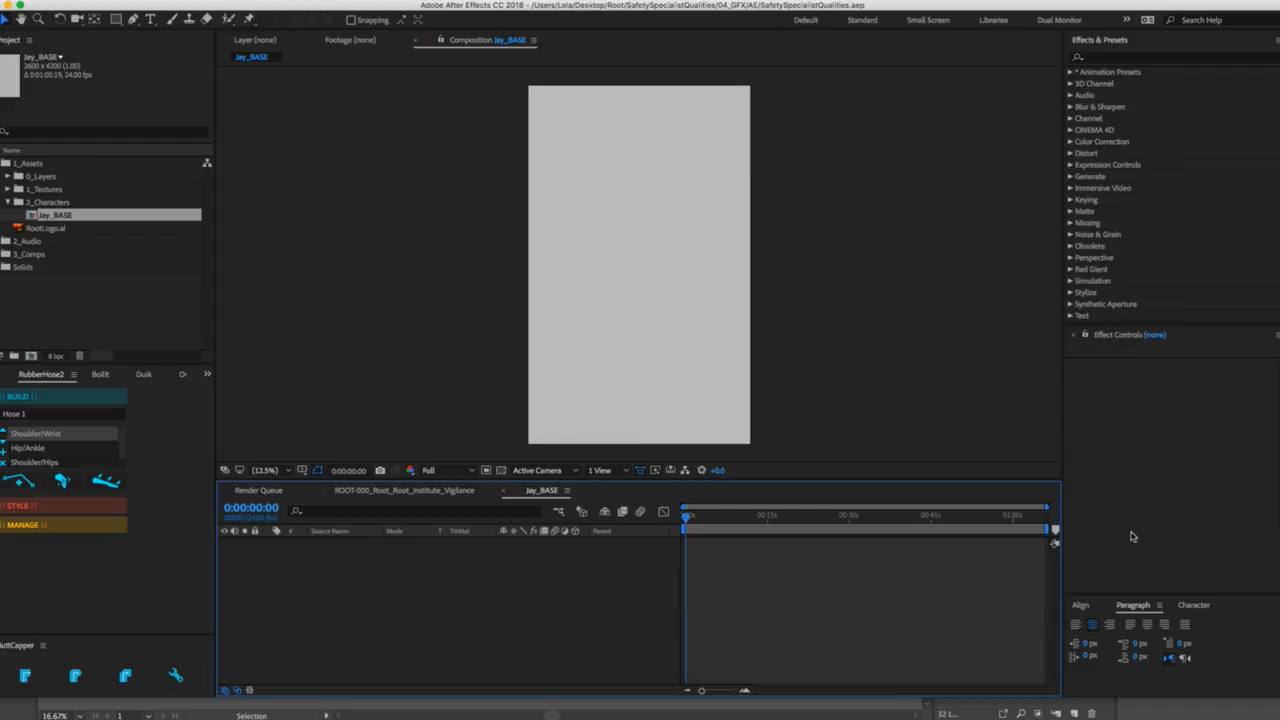 Adobe After Effects CC 2018 - /Users/Lola/Desktop/Root/SafetySpecialistQualities/04_GFX/AE/SafetySpecialistQualities.aep
Snapping
Default
Standard
Small Screen
Libraries
Dual Monitor
Search Help
Project
Layer (none)
Footage (none)
Composition Jay_BASE
Effects & Presets
Jay_BASE
2600 x 4200 (1.00)
Δ 0:01:05:19, 24.00 fps
Jay_BASE
* Animation Presets
3D Channel
Audio
Blur & Sharpen
Channel
CINEMA 4D
Color Correction
Distort
Expression Controls
Generate
Immersive Video
Keying
Matte
Missing
Noise & Grain
Obsolete
Perspective
Red Giant
Simulation
Stylize
Synthetic Aperture
Text
Name
1_Assets
0_Layers
1_Textures
2_Characters
Jay_BASE
RootLogo.ai
2_Audio
3_Comps
Solids
Effect Controls (none)
8 bpc
RubberHose2
Bollit
Duik
BUILD
Hose 1
Shoulder/Wrist
Hip/Ankle
Shoulder/Hips
STYLE
MANAGE
(12.5%)
0:00:00:00
Full
Active Camera
1 View
+0.0
Render Queue
ROOT-000_Root_Root_Institute_Vigilance
Jay_BASE
0:00:00:00
00000 (24.00 fps)
00s
00:15s
00:30s
00:45s
01:00s
#
Source Name
Mode
T
TrkMat
Parent
Align
Paragraph
Character
0 px
0 px
0 px
0 px
0 px
ButtCapper
16.67%
1
Selection
32 L...